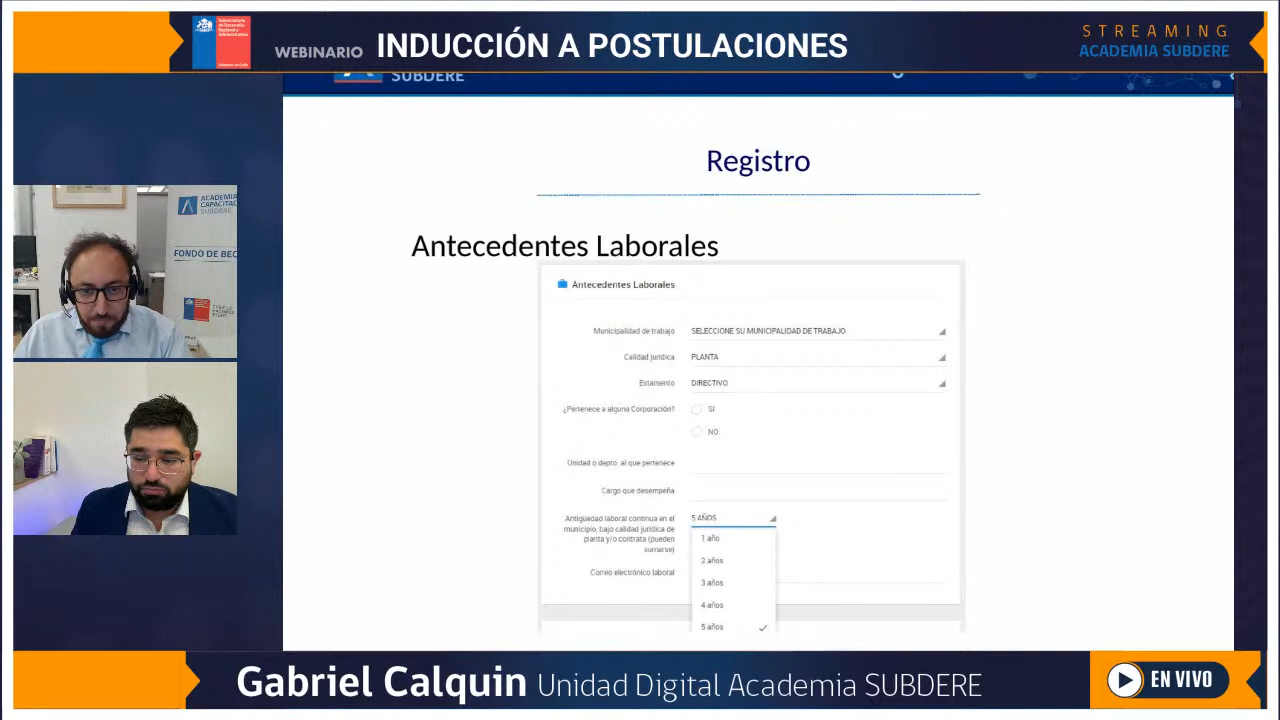 WEBINARIO INDUCCIÓN A POSTULACIONES
STREAMING
ACADEMIA SUBDERE
SUBDERE
Registro
Antecedentes Laborales
Antecedentes Laborales
Municipalidad de trabajo SELECCIONE SU MUNICIPALIDAD DE TRABAJO
Calidad jurídica PLANTA
Estamento DIRECTIVO
¿Pertenece a alguna Corporación? SI
NO
Unidad o depto. al que pertenece
Cargo que desempeña
Antigüedad laboral continua en el
municipio, bajo calidad jurídica de
planta y/o contrata (pueden
sumarse)
5 AÑOS
1 año
2 años
3 años
4 años
5 años
Correo electrónico laboral
ACADEMIA
CAPACITA
SUBDERE
FONDO DE BEC
Gabriel Calquin Unidad Digital Academia SUBDERE
EN VIVO